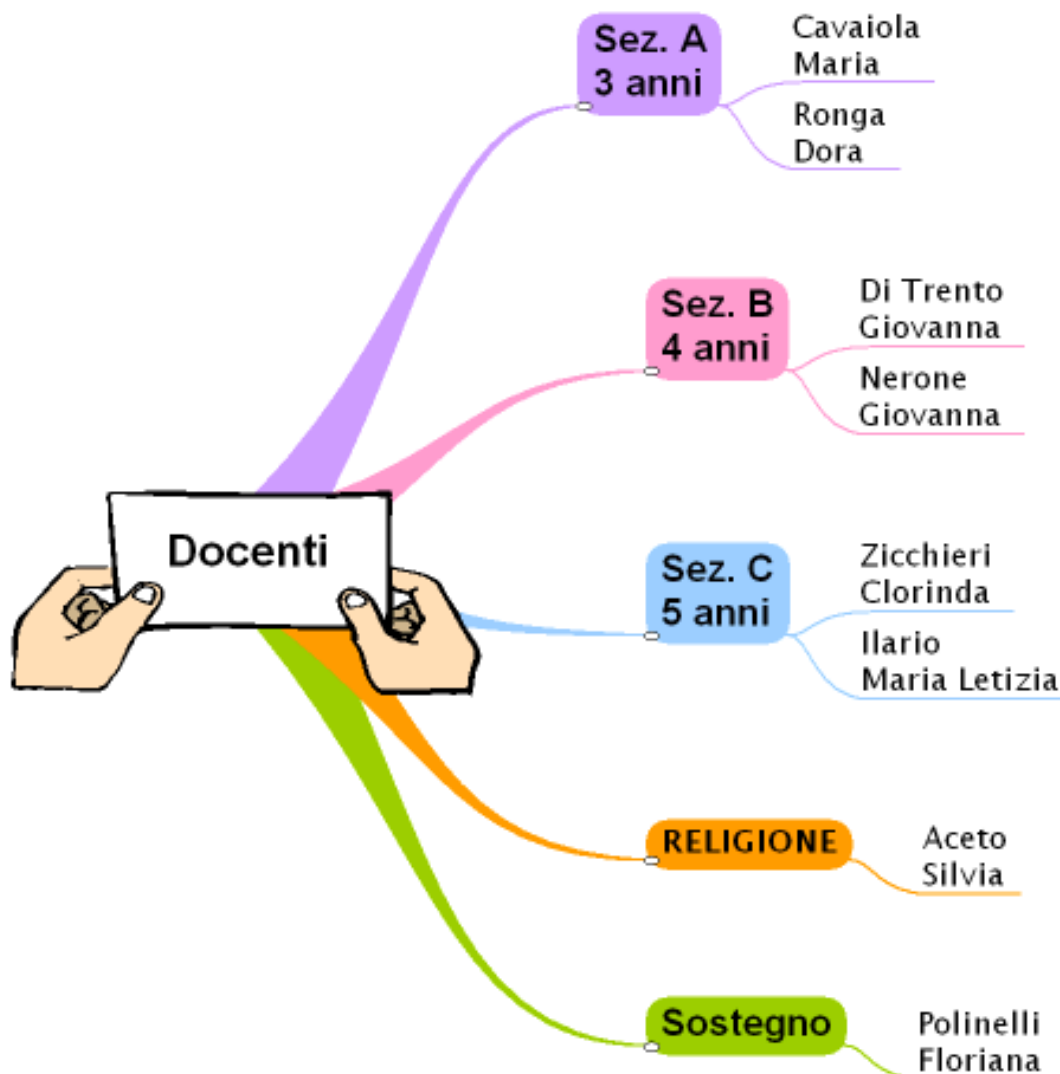 Sez. A
3 anni
Cavaiola
Maria
Ronga
Dora
Sez. B
4 anni
Di Trento
Giovanna
Nerone
Giovanna
Docenti
Sez. C
5 anni
Zicchieri
Clorinda
Ilario
Maria Letizia
RELIGIONE
Aceto
Silvia
Sostegno
Polinelli
Floriana